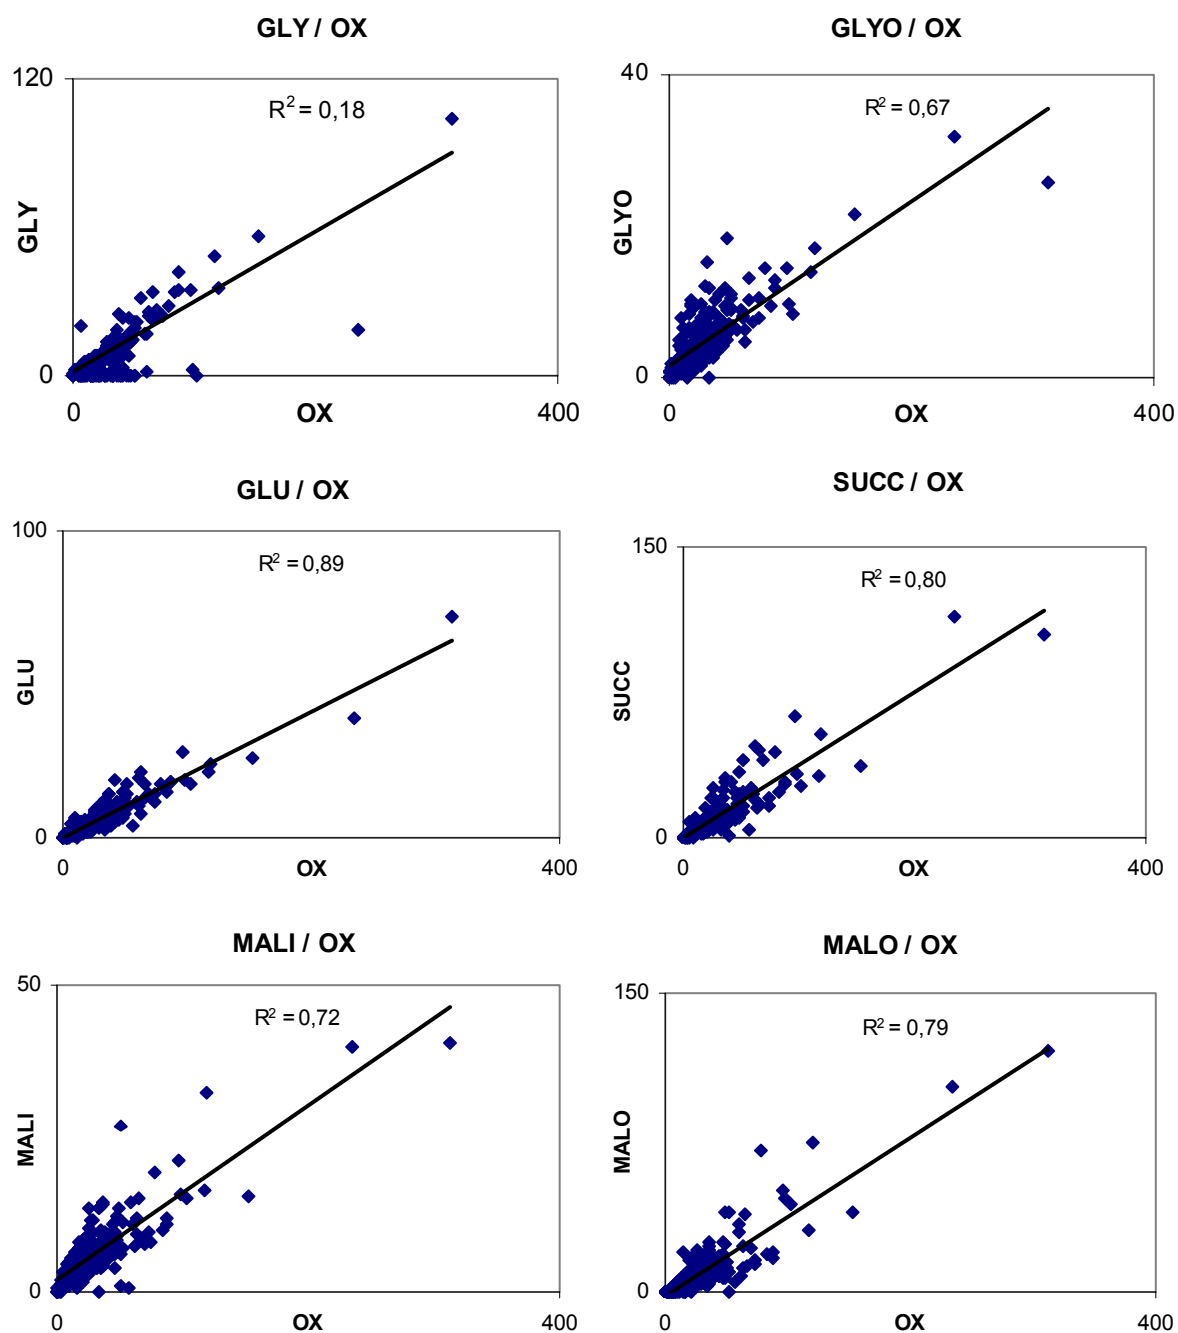 GLY / OX
120
R² = 0,18
GLY
0
0
OX
400
GLYO / OX
40
R² = 0,67
GLYO
0
0
OX
400
GLU / OX
100
R² = 0,89
GLU
0
0
OX
400
SUCC / OX
150
R² = 0,80
SUCC
0
0
OX
400
MALI / OX
50
R² = 0,72
MALI
0
0
OX
400
MALO / OX
150
R² = 0,79
MALO
0
0
OX
400